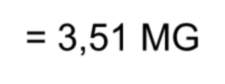 = 3,51 MG